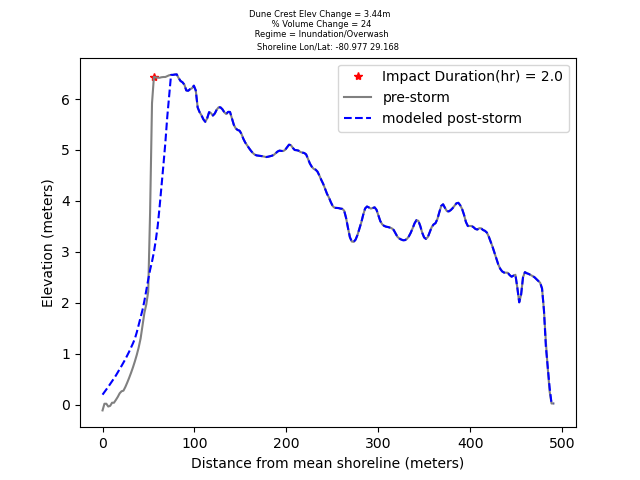 Dune Crest Elev Change = 3.44m
% Volume Change = 24
Regime = Inundation/Overwash
Shoreline Lon/Lat: -80.977 29.168
Impact Duration(hr) = 2.0
pre-storm
modeled post-storm
Elevation (meters)
6
5
4
3
2
1
0
0 100 200 300 400 500
Distance from mean shoreline (meters)